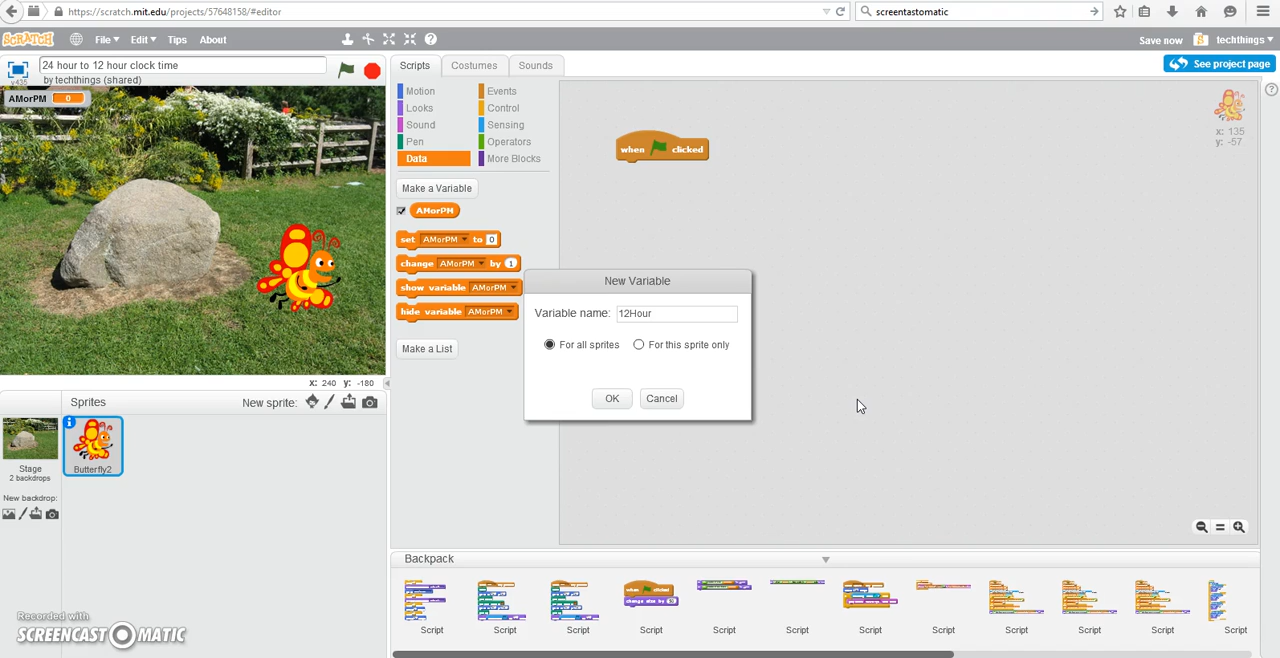 https://scratch.mit.edu/projects/57648158/#editor
screentastomatic
SCRATCH
File
Edit
Tips
About
Save now
techthings
24 hour to 12 hour clock time
by techthings (shared)
v435
Scripts
Costumes
Sounds
See project page
AMorPM 0
Motion
Events
Looks
Control
Sound
Sensing
Pen
Operators
Data
More Blocks
Make a Variable
AMorPM
set AMorPM to 0
change AMorPM by 1
show variable AMorPM
hide variable AMorPM
Make a List
when clicked
x: 135
y: -57
New Variable
Variable name: 12Hour
For all sprites
For this sprite only
OK
Cancel
x: 240 y: -180
Sprites
New sprite:
Stage
2 backdrops
New backdrop:
Butterfly2
Backpack
when clicked
Script
Script
Script
Script
Script
Script
Script
Script
Script
Script
Script
Script
Recorded with
SCREENCAST-O-MATIC